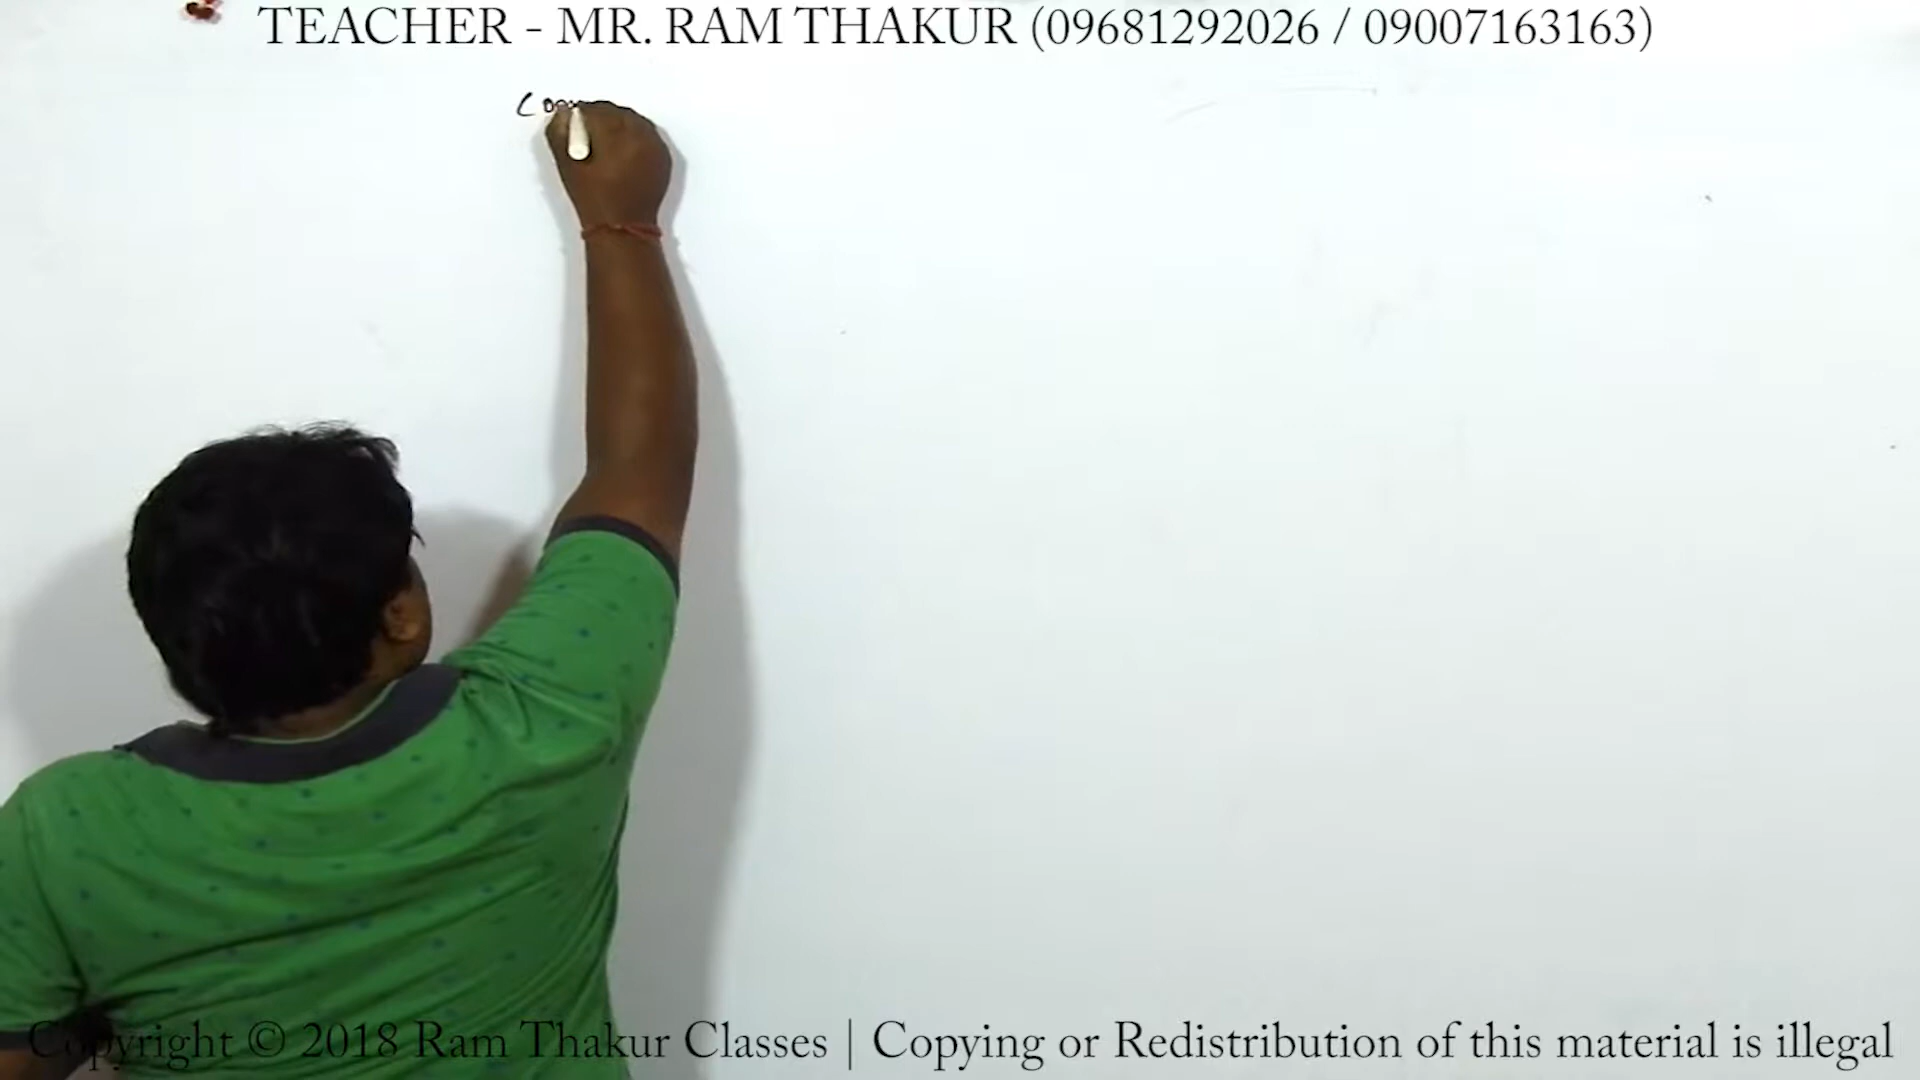 TEACHER - MR. RAM THAKUR (09681292026 / 09007163163)
Copyright © 2018 Ram Thakur Classes | Copying or Redistribution of this material is illegal